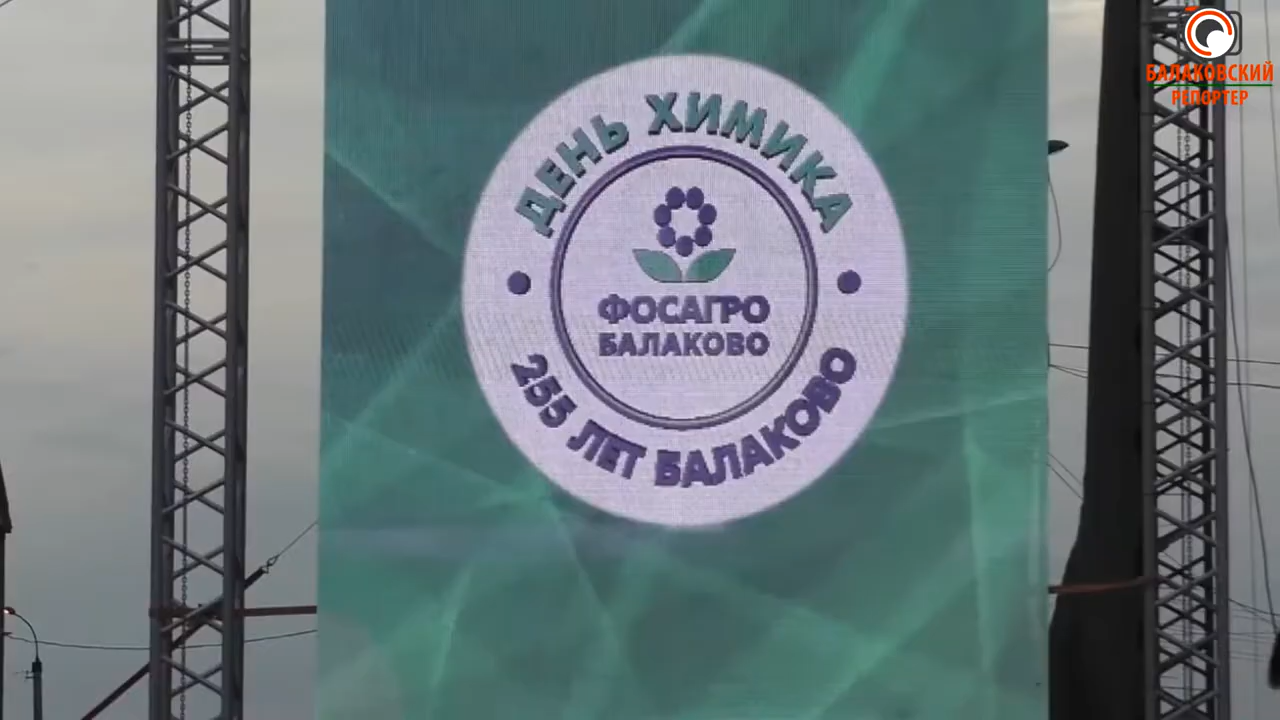 ДЕНЬ ХИМИКА
ФОСАГРО
БАЛАКОВО
255 ЛЕТ БАЛАКОВО
БАЛАКОВСКИЙ
РЕПОРТЕР